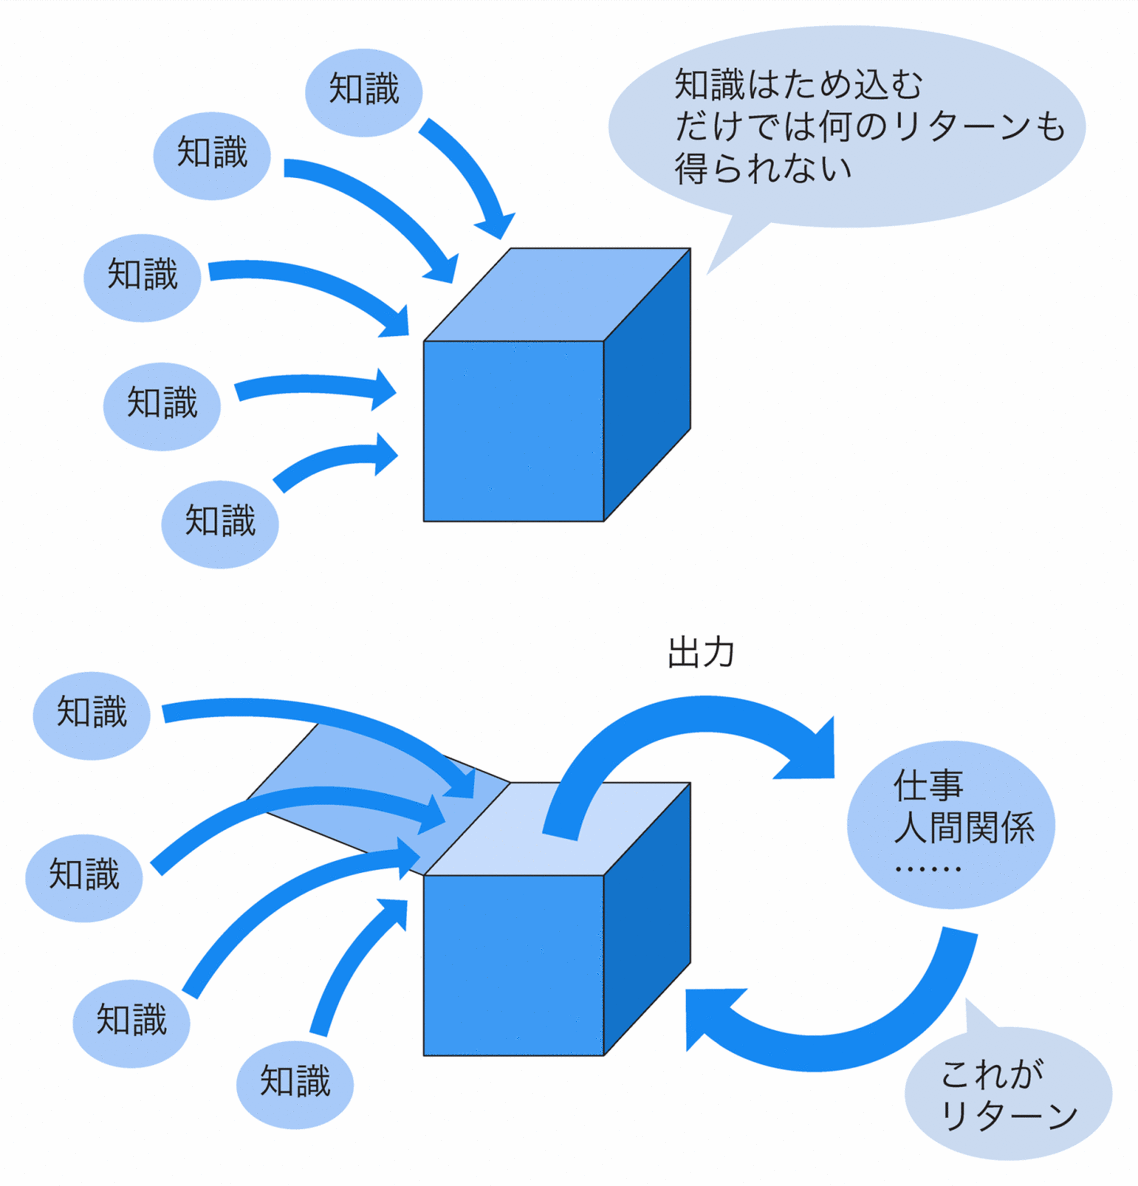 知識
知識
知識
知識
知識
知識はため込む
だけでは何のリターンも
得られない
出力
知識
知識
知識
知識
仕事
人間関係
……
これが
リターン